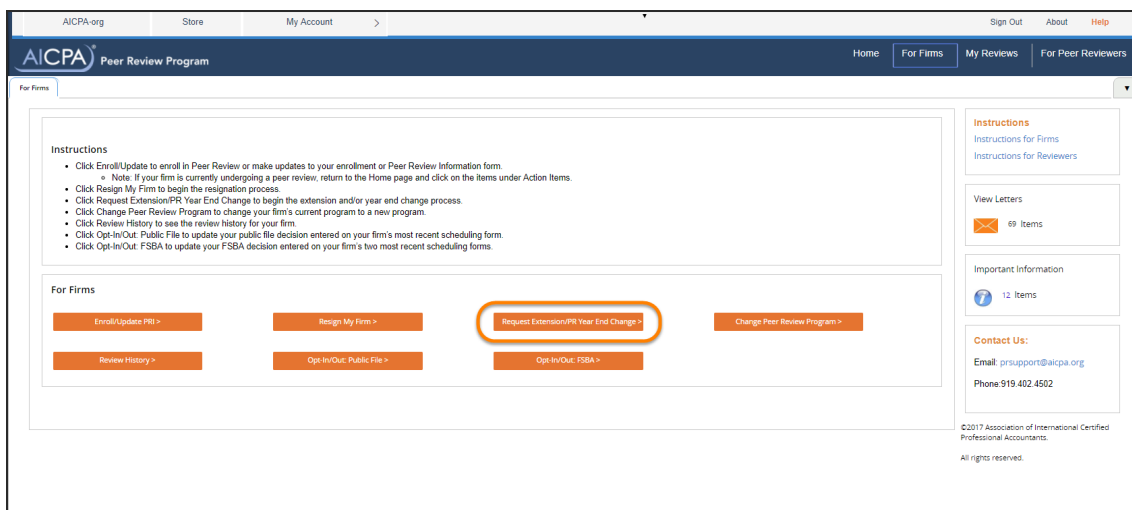 AICPA-org Store My Account > Sign Out About Help
AICPA Peer Review Program Home For Firms My Reviews For Peer Reviewers
For Firms
Instructions
Click Enroll/Update to enroll in Peer Review or make updates to your enrollment or Peer Review Information form.
Note: If your firm is currently undergoing a peer review, return to the Home page and click on the items under Action Items.
Click Resign My Firm to begin the resignation process.
Click Request Extension/PR Year End Change to begin the extension and/or year end change process.
Click Change Peer Review Program to change your firm's current program to a new program.
Click Review History to see the review history for your firm.
Click Opt-In/Out: Public File to update your public file decision entered on your firm's most recent scheduling form.
Click Opt-In/Out: FSBA to update your FSBA decision entered on your firm's two most recent scheduling forms.
For Firms
Enroll/Update PRI > Resign My Firm > Request Extension/PR Year End Change > Change Peer Review Program >
Review History > Opt-In/Out: Public File > Opt-In/Out: FSBA >
Instructions
Instructions for Firms
Instructions for Reviewers
View Letters
69 Items
Important Information
12 Items
Contact Us:
Email: prsupport@aicpa.org
Phone:919.402.4502
©2017 Association of International Certified
Professional Accountants.
All rights reserved.